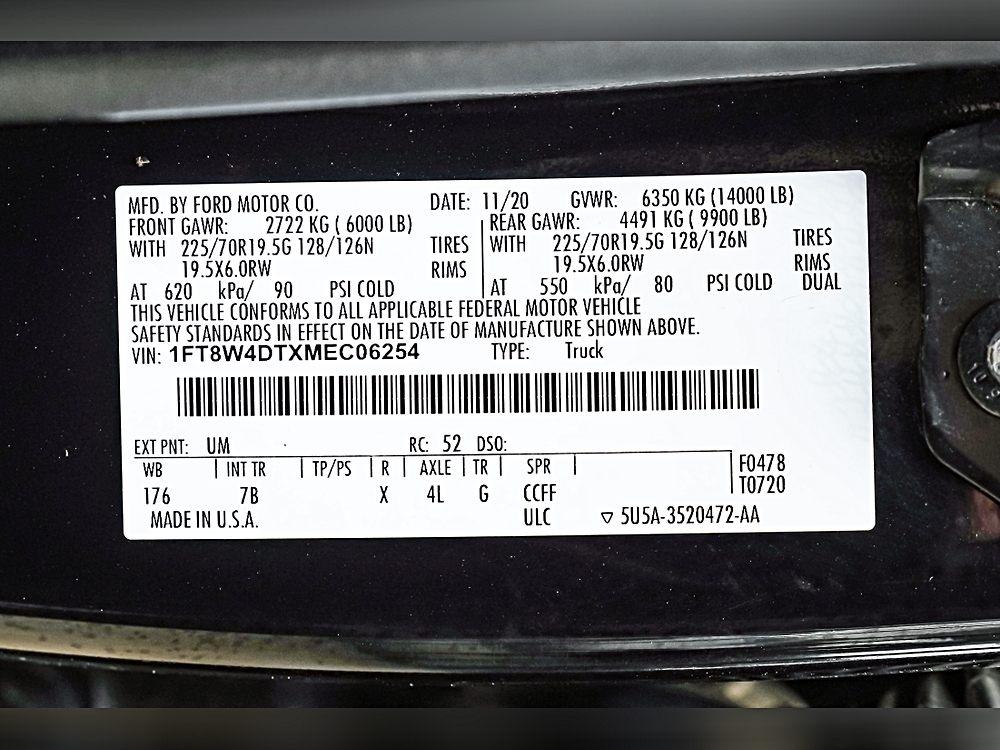 MFD. BY FORD MOTOR CO. DATE: 11/20 GVWR: 6350 KG (14000 LB)
FRONT GAWR: 2722 KG ( 6000 LB) REAR GAWR: 4491 KG ( 9900 LB)
WITH 225/70R19.5G 128/126N TIRES WITH 225/70R19.5G 128/126N TIRES
19.5X6.0RW RIMS 19.5X6.0RW RIMS
AT 620 kPa/ 90 PSI COLD AT 550 kPa/ 80 PSI COLD DUAL
THIS VEHICLE CONFORMS TO ALL APPLICABLE FEDERAL MOTOR VEHICLE
SAFETY STANDARDS IN EFFECT ON THE DATE OF MANUFACTURE SHOWN ABOVE.
VIN: 1FT8W4DTXMEC06254 TYPE: Truck
EXT PNT: UM RC: 52 DSO:
WB INT TR TP/PS R AXLE TR SPR F0478
176 7B X 4L G CCFF T0720
MADE IN U.S.A. ULC ▽ 5U5A-3520472-AA